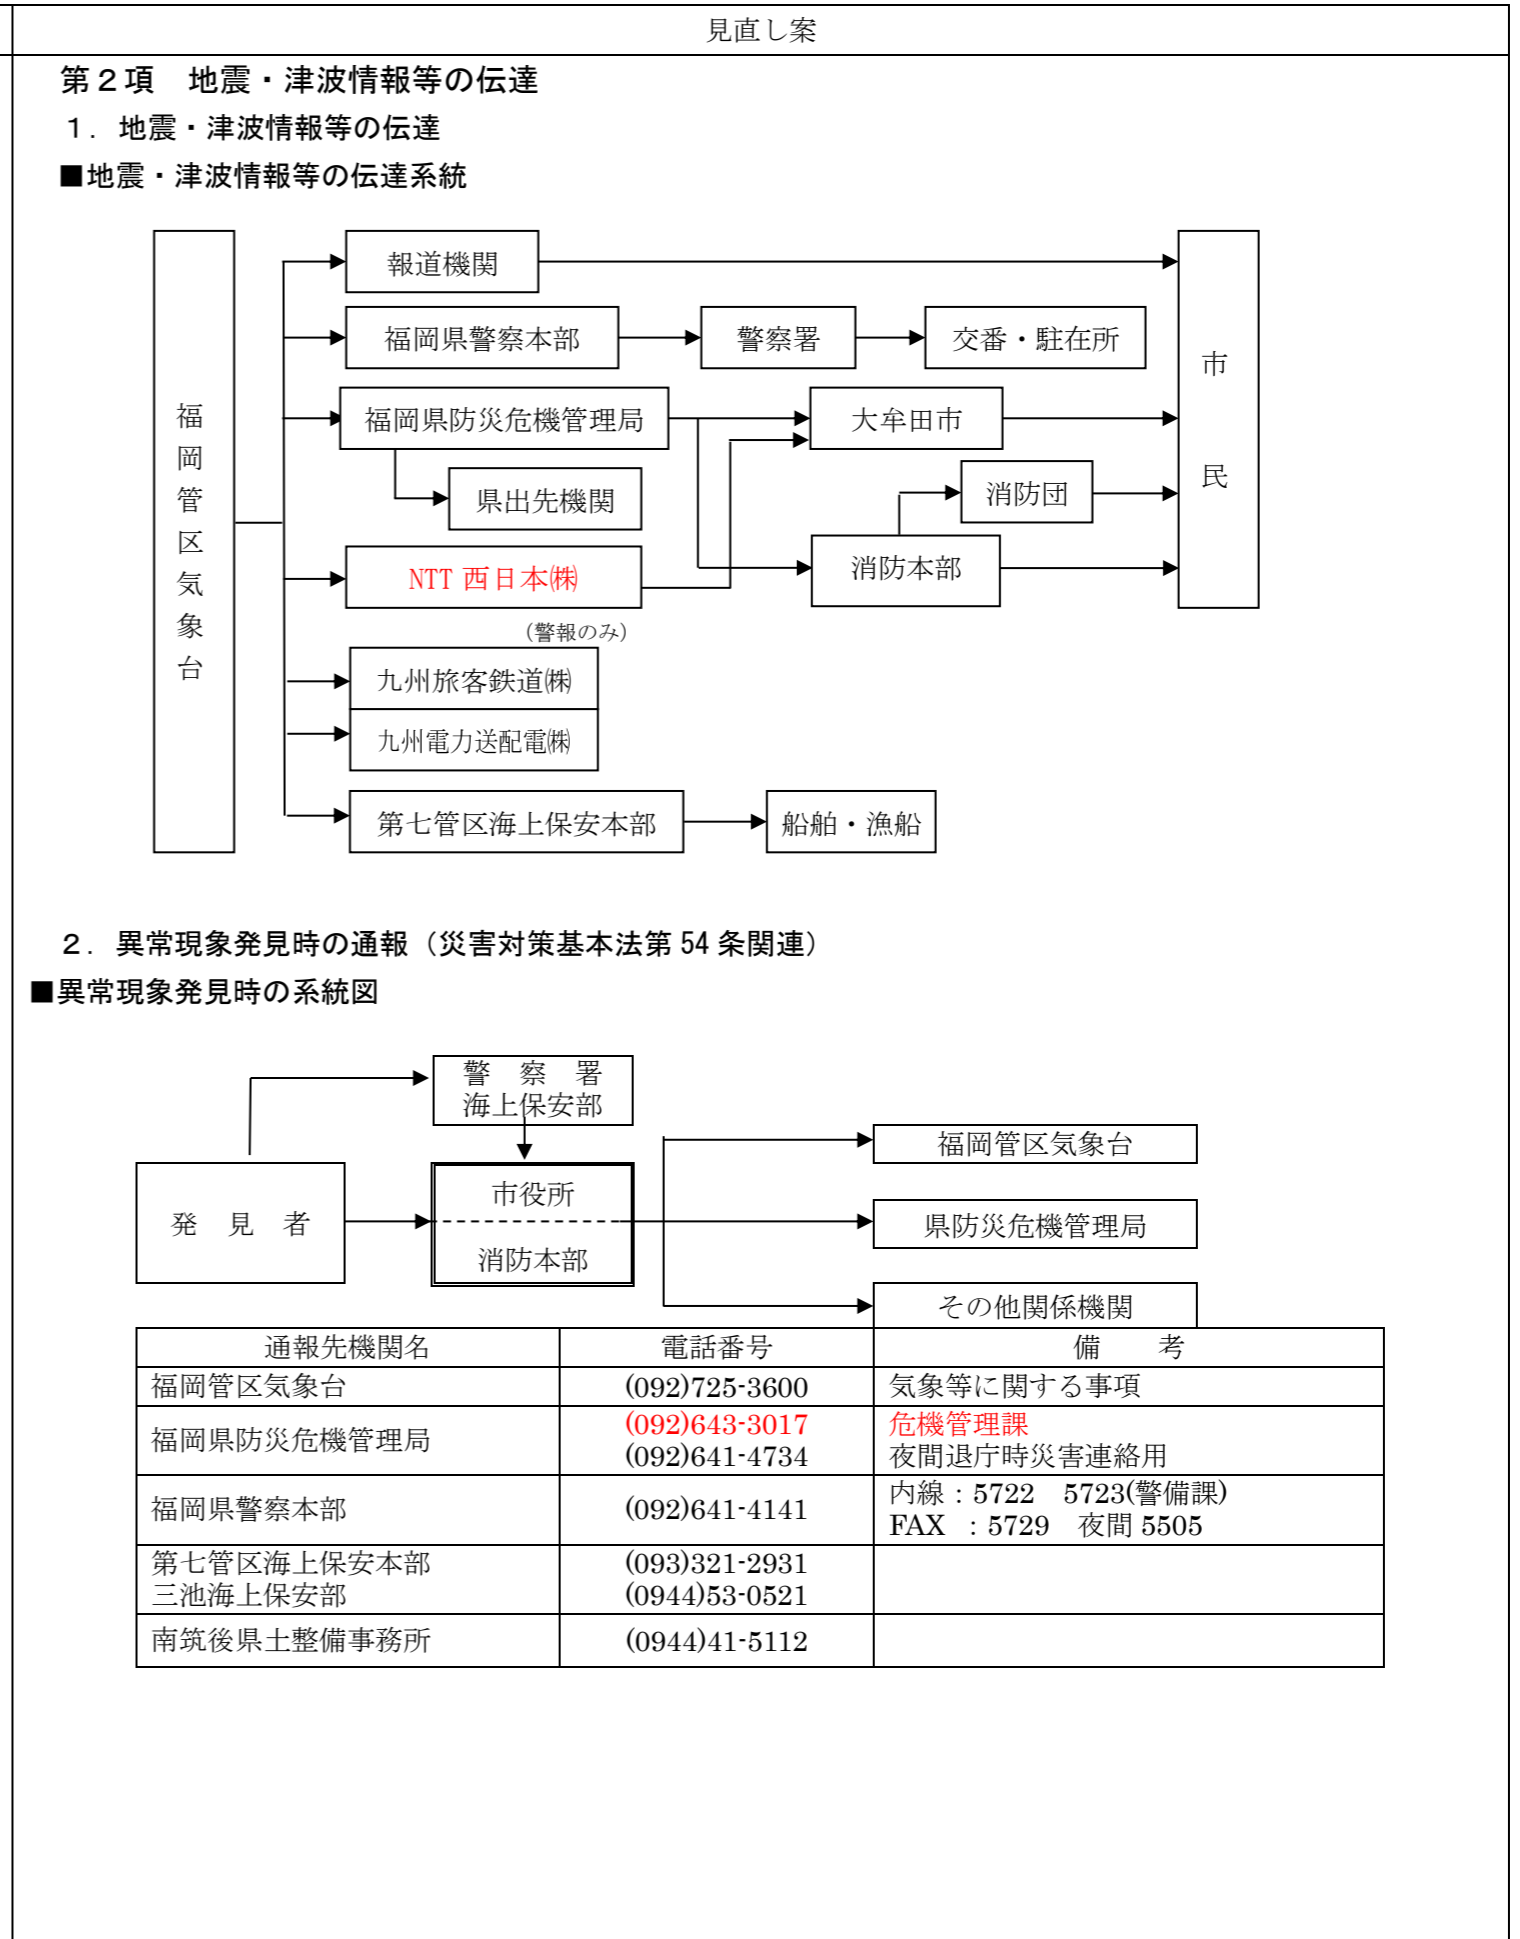 見直し案
第2項　地震・津波情報等の伝達
1．地震・津波情報等の伝達
■地震・津波情報等の伝達系統
福岡管区気象台
報道機関
福岡県警察本部
警察署
交番・駐在所
市民
福岡県防災危機管理局
大牟田市
県出先機関
消防団
NTT 西日本㈱
消防本部
（警報のみ）
九州旅客鉄道㈱
九州電力送配電㈱
第七管区海上保安本部
船舶・漁船
2．異常現象発見時の通報（災害対策基本法第 54 条関連）
■異常現象発見時の系統図
警　察　署
海上保安部
福岡管区気象台
発　見　者
市役所
県防災危機管理局
消防本部
その他関係機関
通報先機関名　電話番号　備　　考
福岡管区気象台　(092)725-3600　気象等に関する事項
福岡県防災危機管理局　(092)643-3017　危機管理課
(092)641-4734　夜間退庁時災害連絡用
福岡県警察本部　(092)641-4141　内線：5722　5723(警備課)
FAX ：5729　夜間 5505
第七管区海上保安本部　(093)321-2931
三池海上保安部　(0944)53-0521
南筑後県土整備事務所　(0944)41-5112